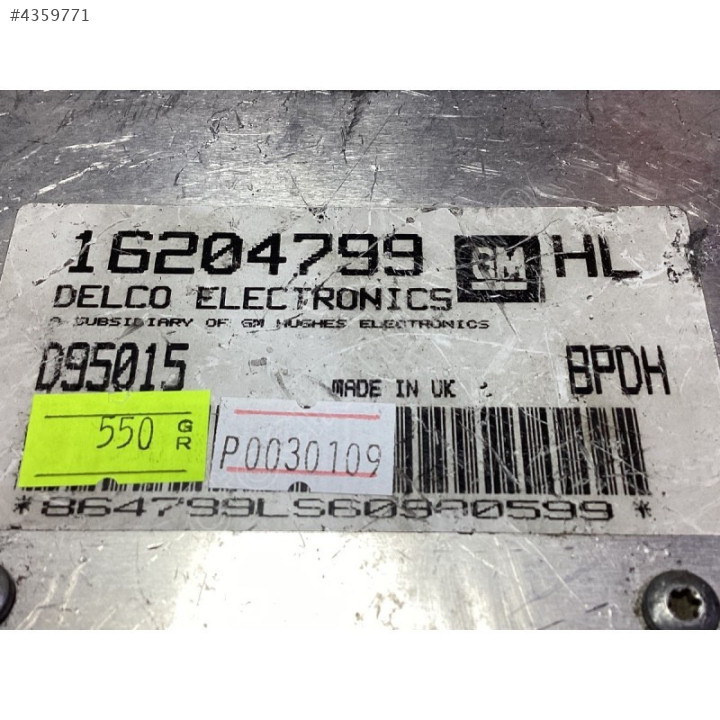 #4359771
16204799 GM HL
DELCO ELECTRONICS
A SUBSIDIARY OF GM HUGHES ELECTRONICS
D95015 MADE IN UK BPDH
550 GR
P0030109